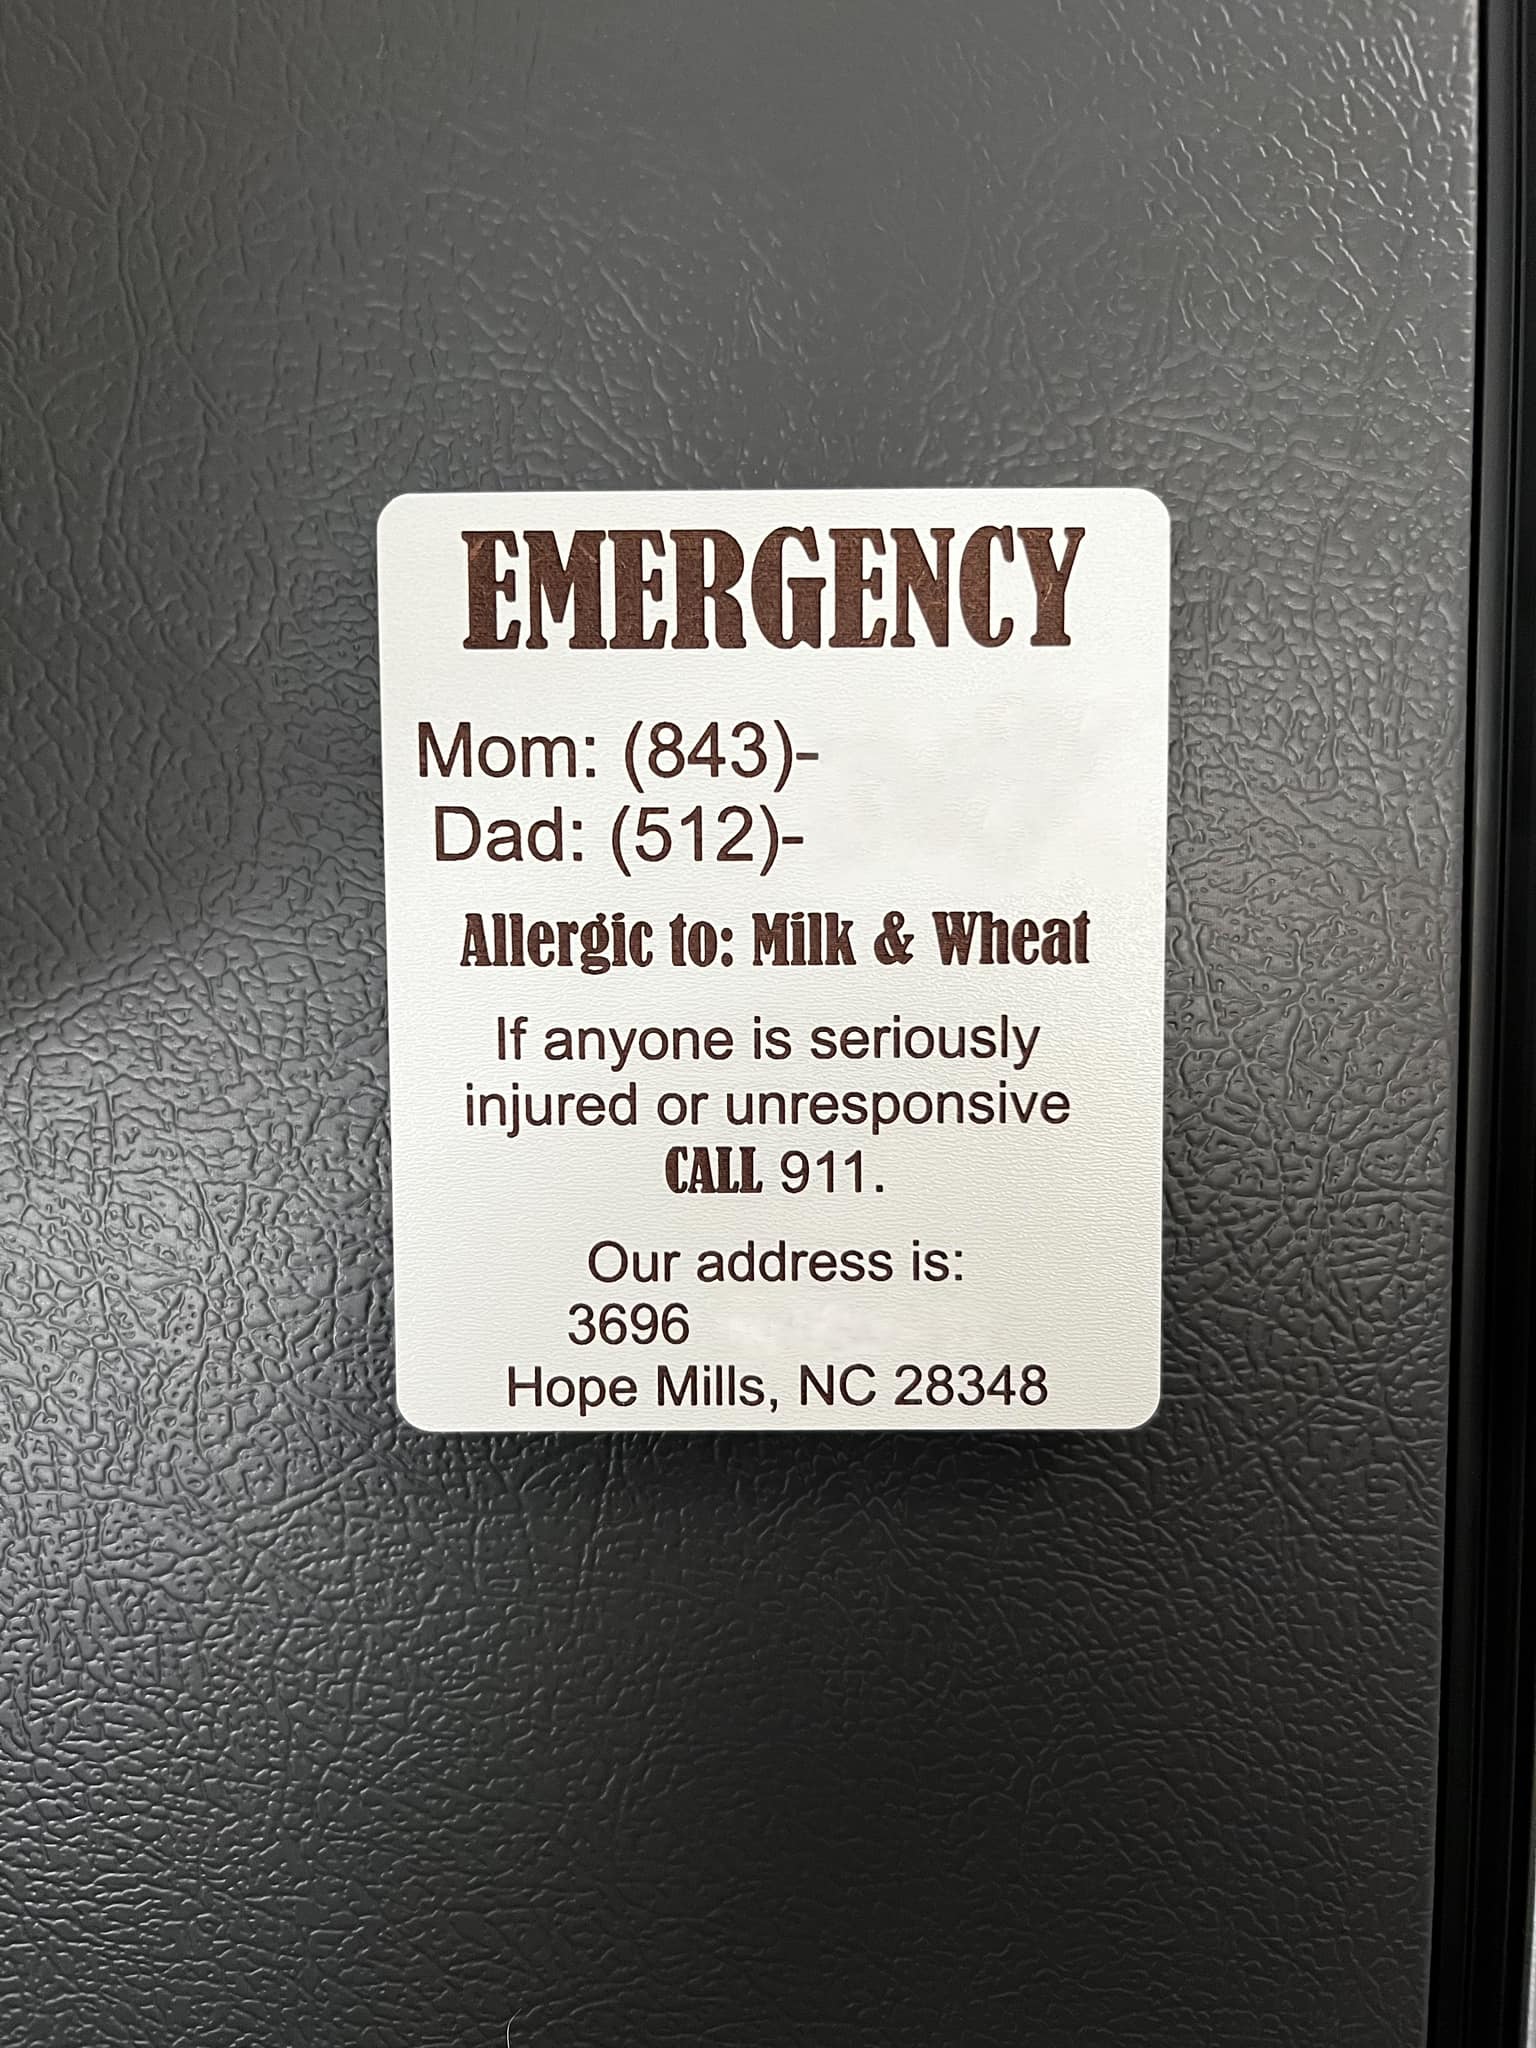 EMERGENCY
Mom: (843)-
Dad: (512)-
Allergic to: Milk & Wheat
If anyone is seriously
injured or unresponsive
CALL 911.
Our address is:
3696
Hope Mills, NC 28348